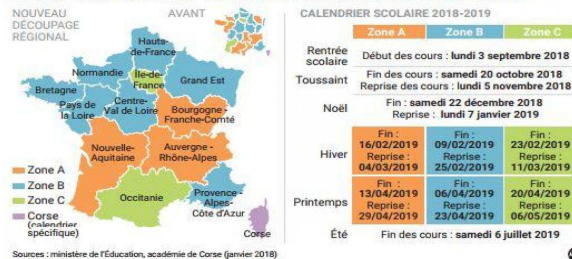 NOUVEAU
DÉCOUPAGE
RÉGIONAL
AVANT
Hauts-
de-France
Normandie
Île-de-
France
Grand Est
Bretagne
Pays de
la Loire
Centre-
Val de Loire
Bourgogne -
Franche-Comté
Nouvelle-
Aquitaine
Auvergne -
Rhône-Alpes
Occitanie
Provence -
Alpes-
Côte d'Azur
Corse
Zone A
Zone B
Zone C
Corse
(calendrier
spécifique)
Sources : ministère de l'Éducation, académie de Corse (janvier 2018)
CALENDRIER SCOLAIRE 2018-2019
Zone A Zone B Zone C
Rentrée
scolaire
Début des cours : lundi 3 septembre 2018
Toussaint
Fin des cours : samedi 20 octobre 2018
Reprise des cours : lundi 5 novembre 2018
Noël
Fin : samedi 22 décembre 2018
Reprise : lundi 7 janvier 2019
Hiver
Fin : Fin : Fin :
16/02/2019 09/02/2019 23/02/2019
Reprise : Reprise : Reprise :
04/03/2019 25/02/2019 11/03/2019
Printemps
13/04/2019 06/04/2019 20/04/2019
Reprise : Reprise : Reprise :
29/04/2019 23/04/2019 06/05/2019
Été
Fin des cours : samedi 6 juillet 2019